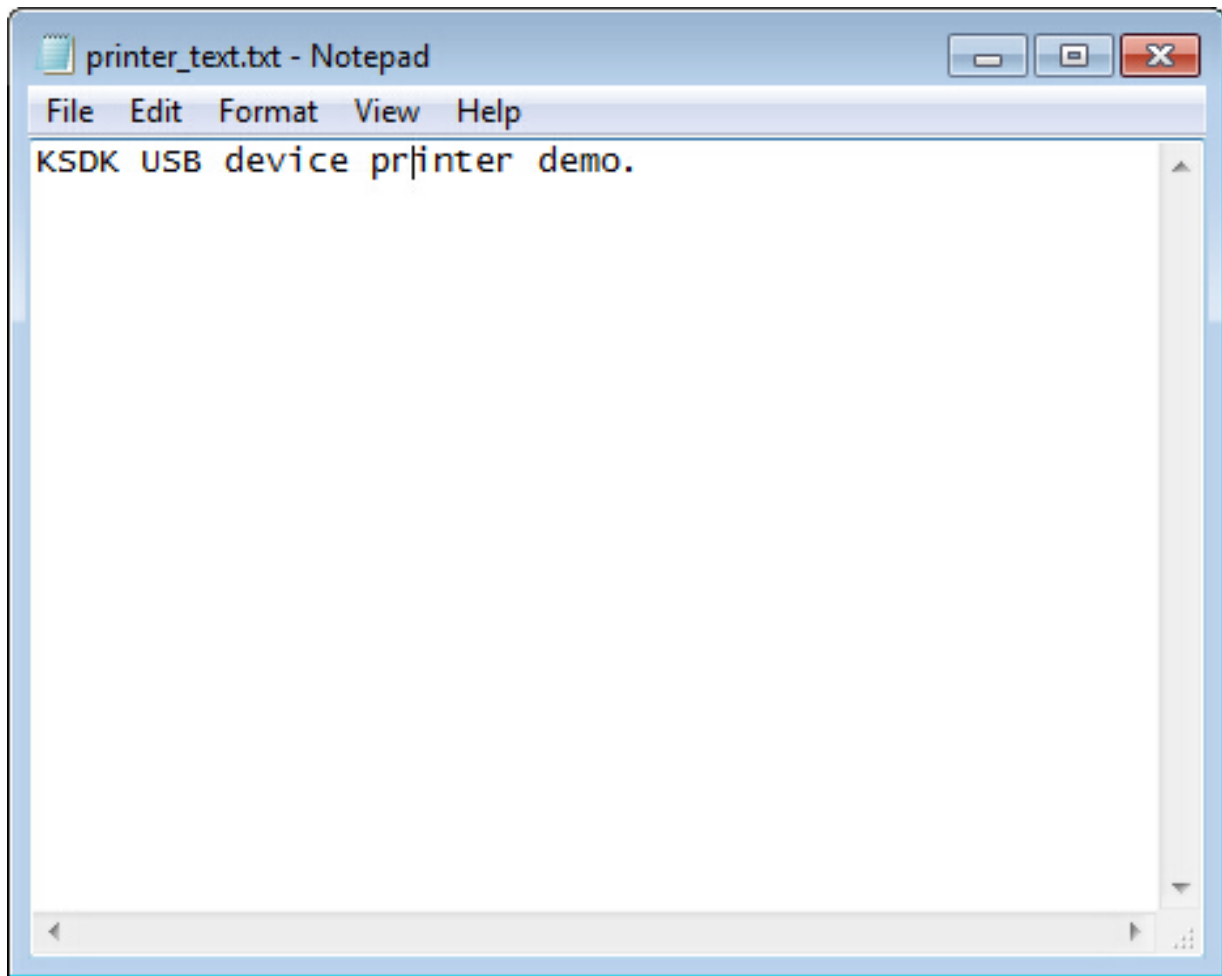 printer_text.txt - Notepad
File Edit Format View Help
KSDK USB device printer demo.